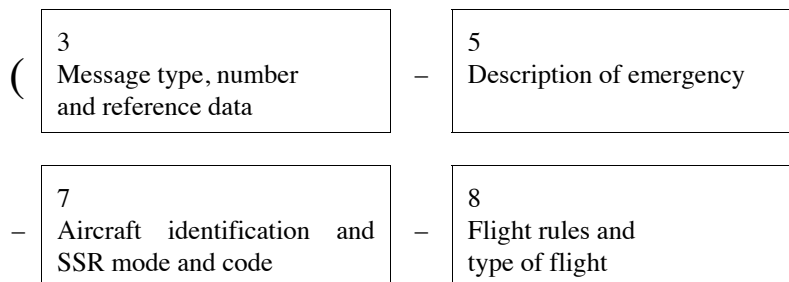 ( 3
Message type, number
and reference data
– 5
Description of emergency
– 7
Aircraft identification and
SSR mode and code
– 8
Flight rules and
type of flight